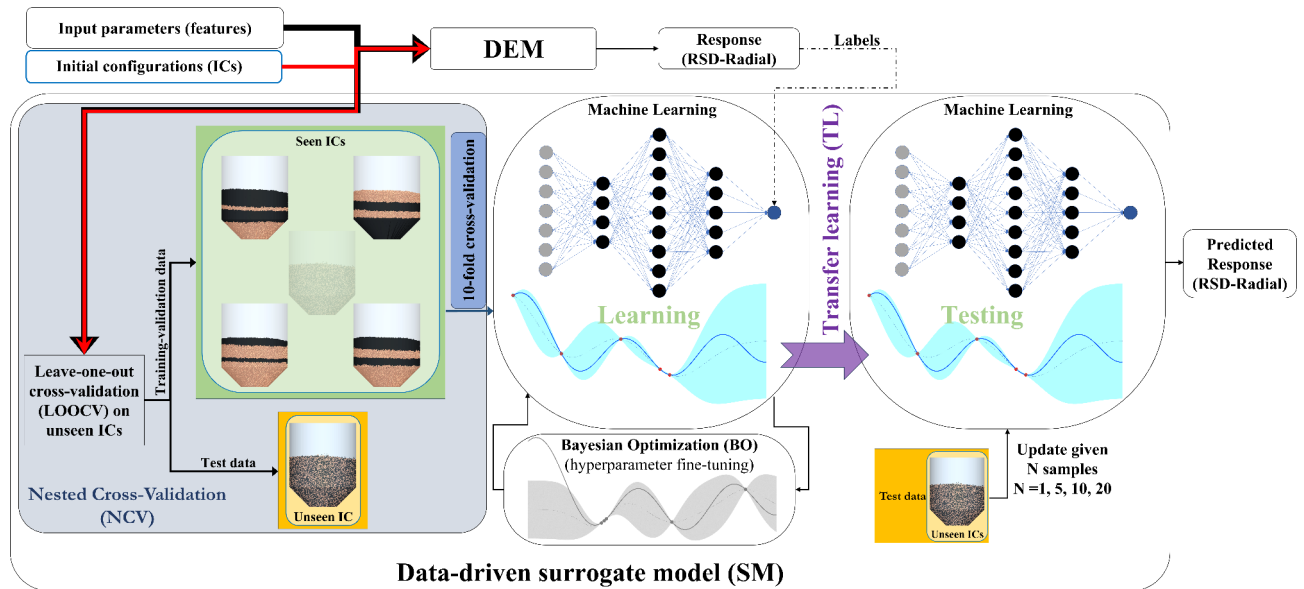 Input parameters (features)
Initial configurations (ICs)
DEM
Response
(RSD-Radial)
Labels
Seen ICs
Training-validation data
Leave-one-out
cross-validation
(LOOCV) on
unseen ICs
Test data
Unseen IC
Nested Cross-Validation
(NCV)
10-fold cross-validation
Machine Learning
Learning
Bayesian Optimization (BO)
(hyperparameter fine-tuning)
Transfer learning (TL)
Machine Learning
Testing
Test data
Unseen ICs
Update given
N samples
N =1, 5, 10, 20
Predicted
Response
(RSD-Radial)
Data-driven surrogate model (SM)